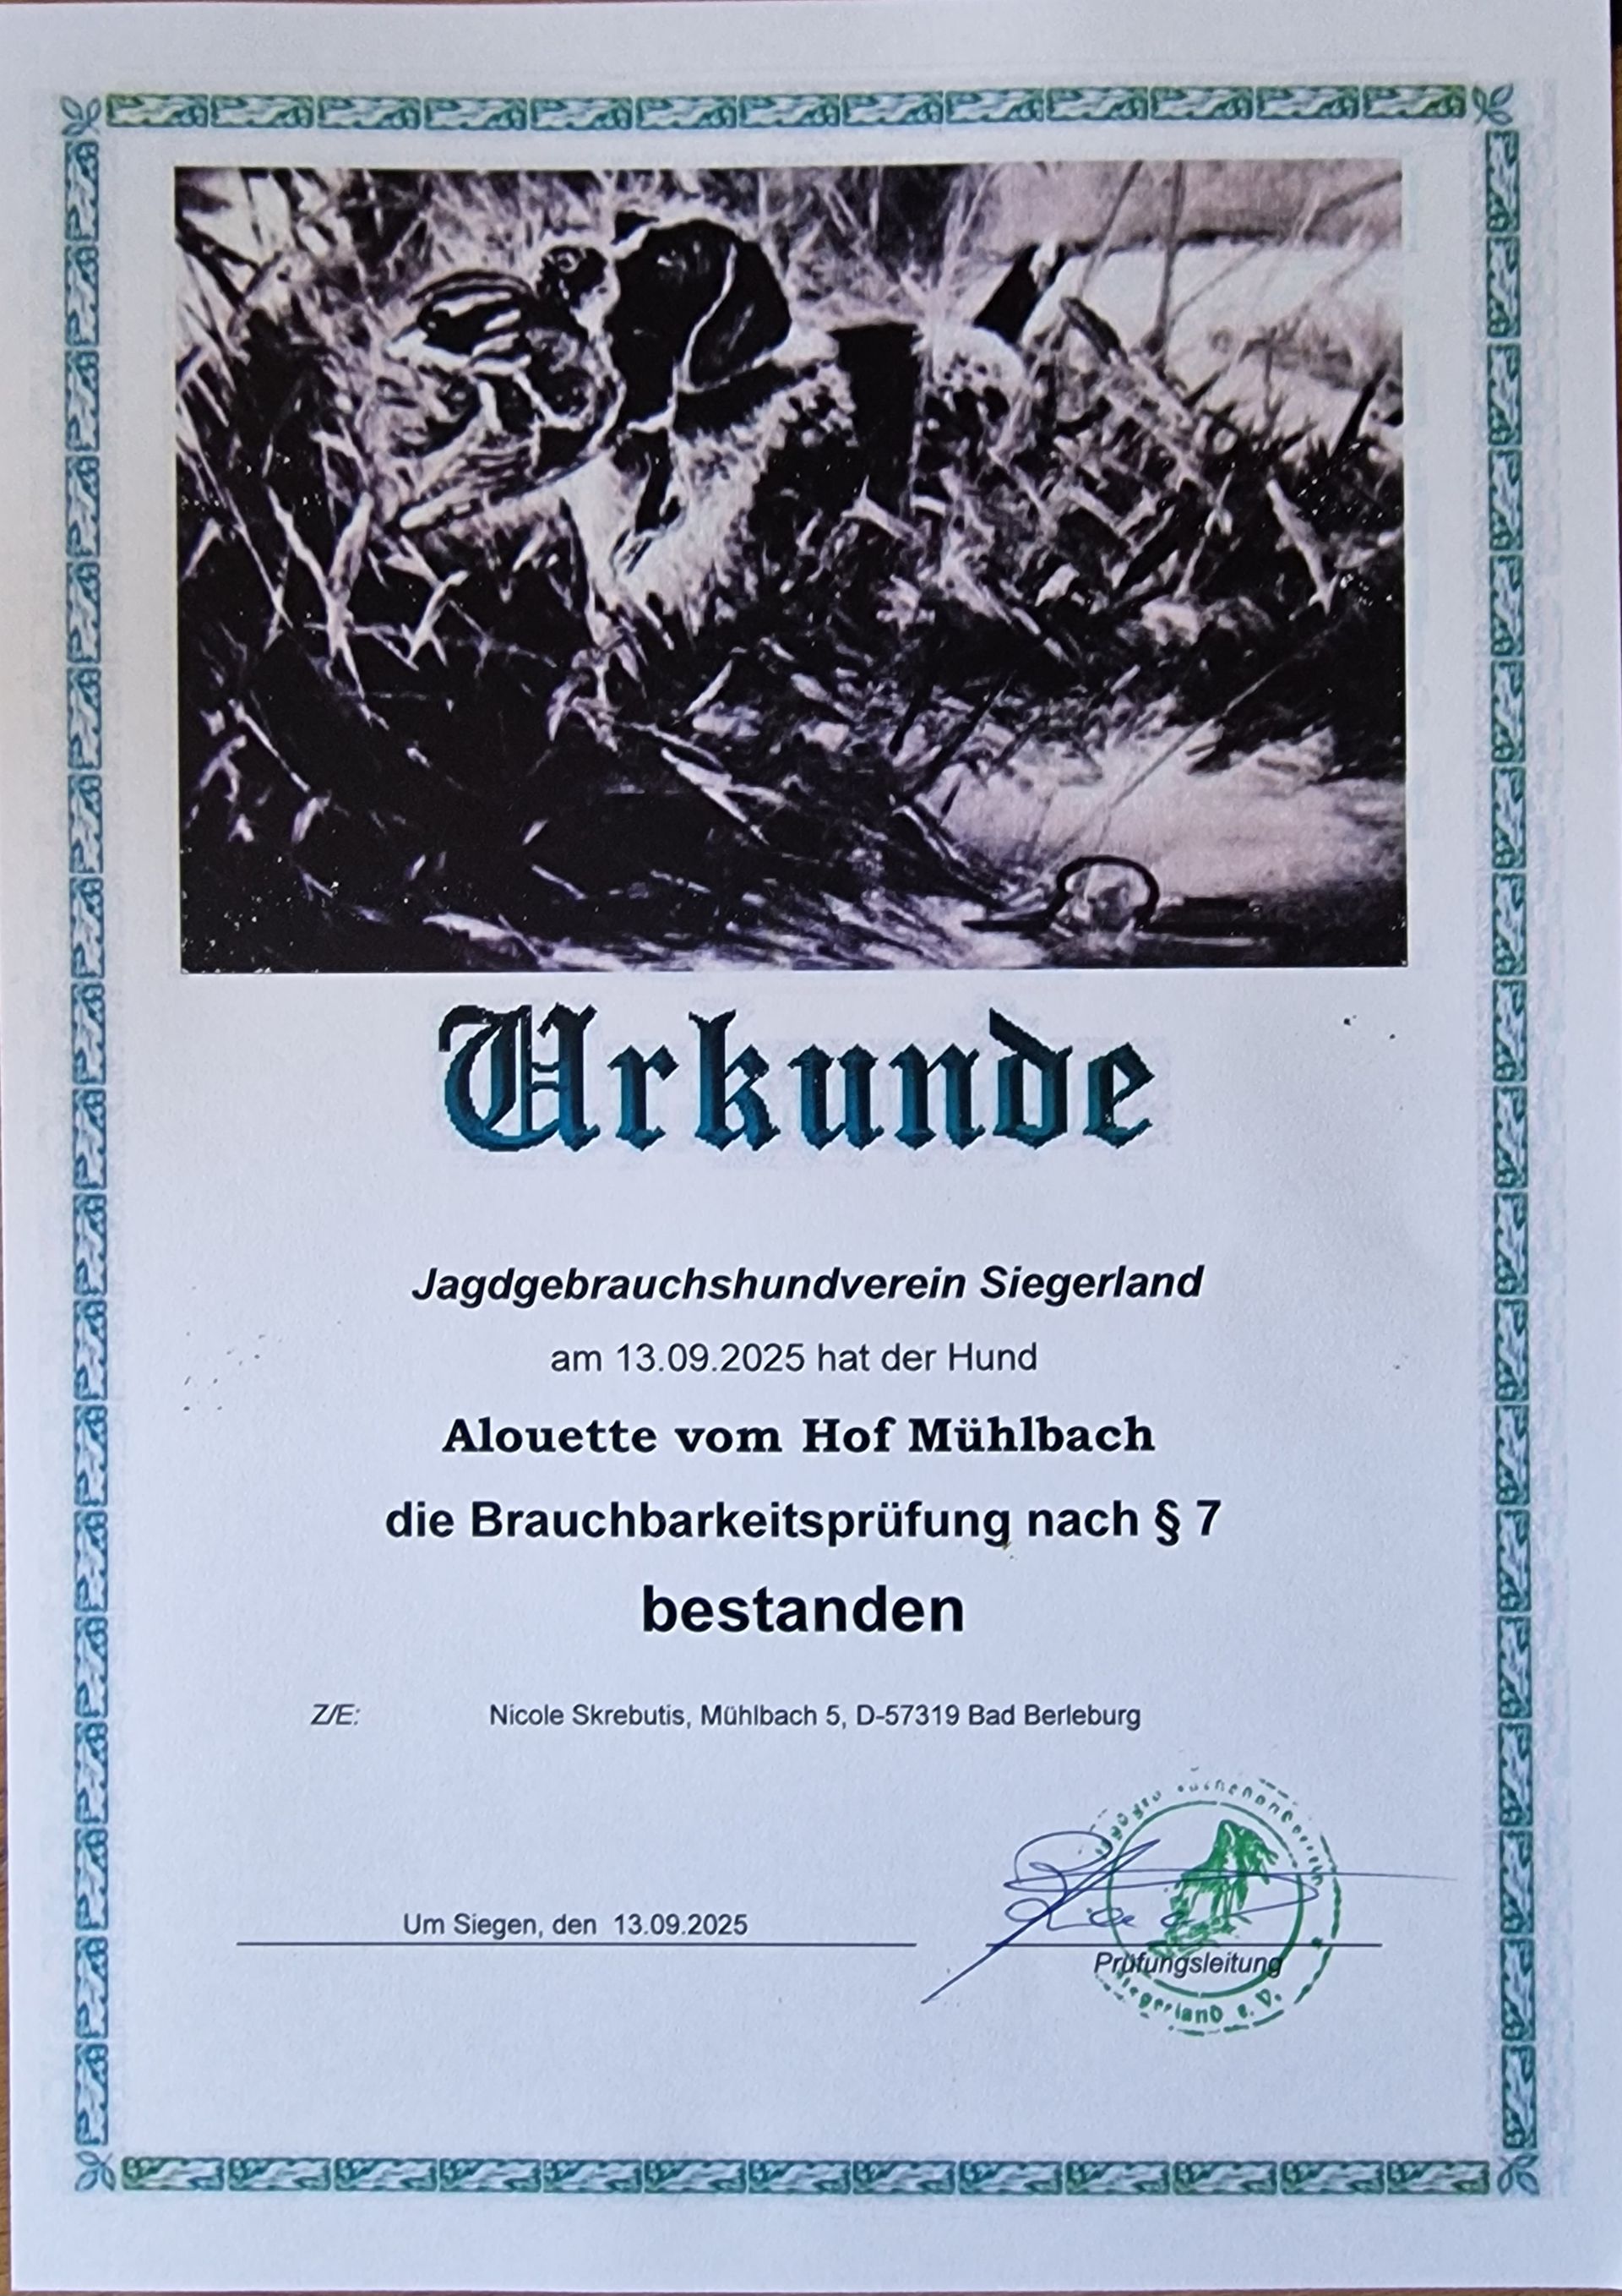 Urkunde
Jagdgebrauchshundverein Siegerland
am 13.09.2025 hat der Hund
Alouette vom Hof Mühlbach
die Brauchbarkeitsprüfung nach § 7
bestanden
Z/E: Nicole Skrebutis, Mühlbach 5, D-57319 Bad Berleburg
Um Siegen, den 13.09.2025
Prüfungsleitung
Siegerland e. V.